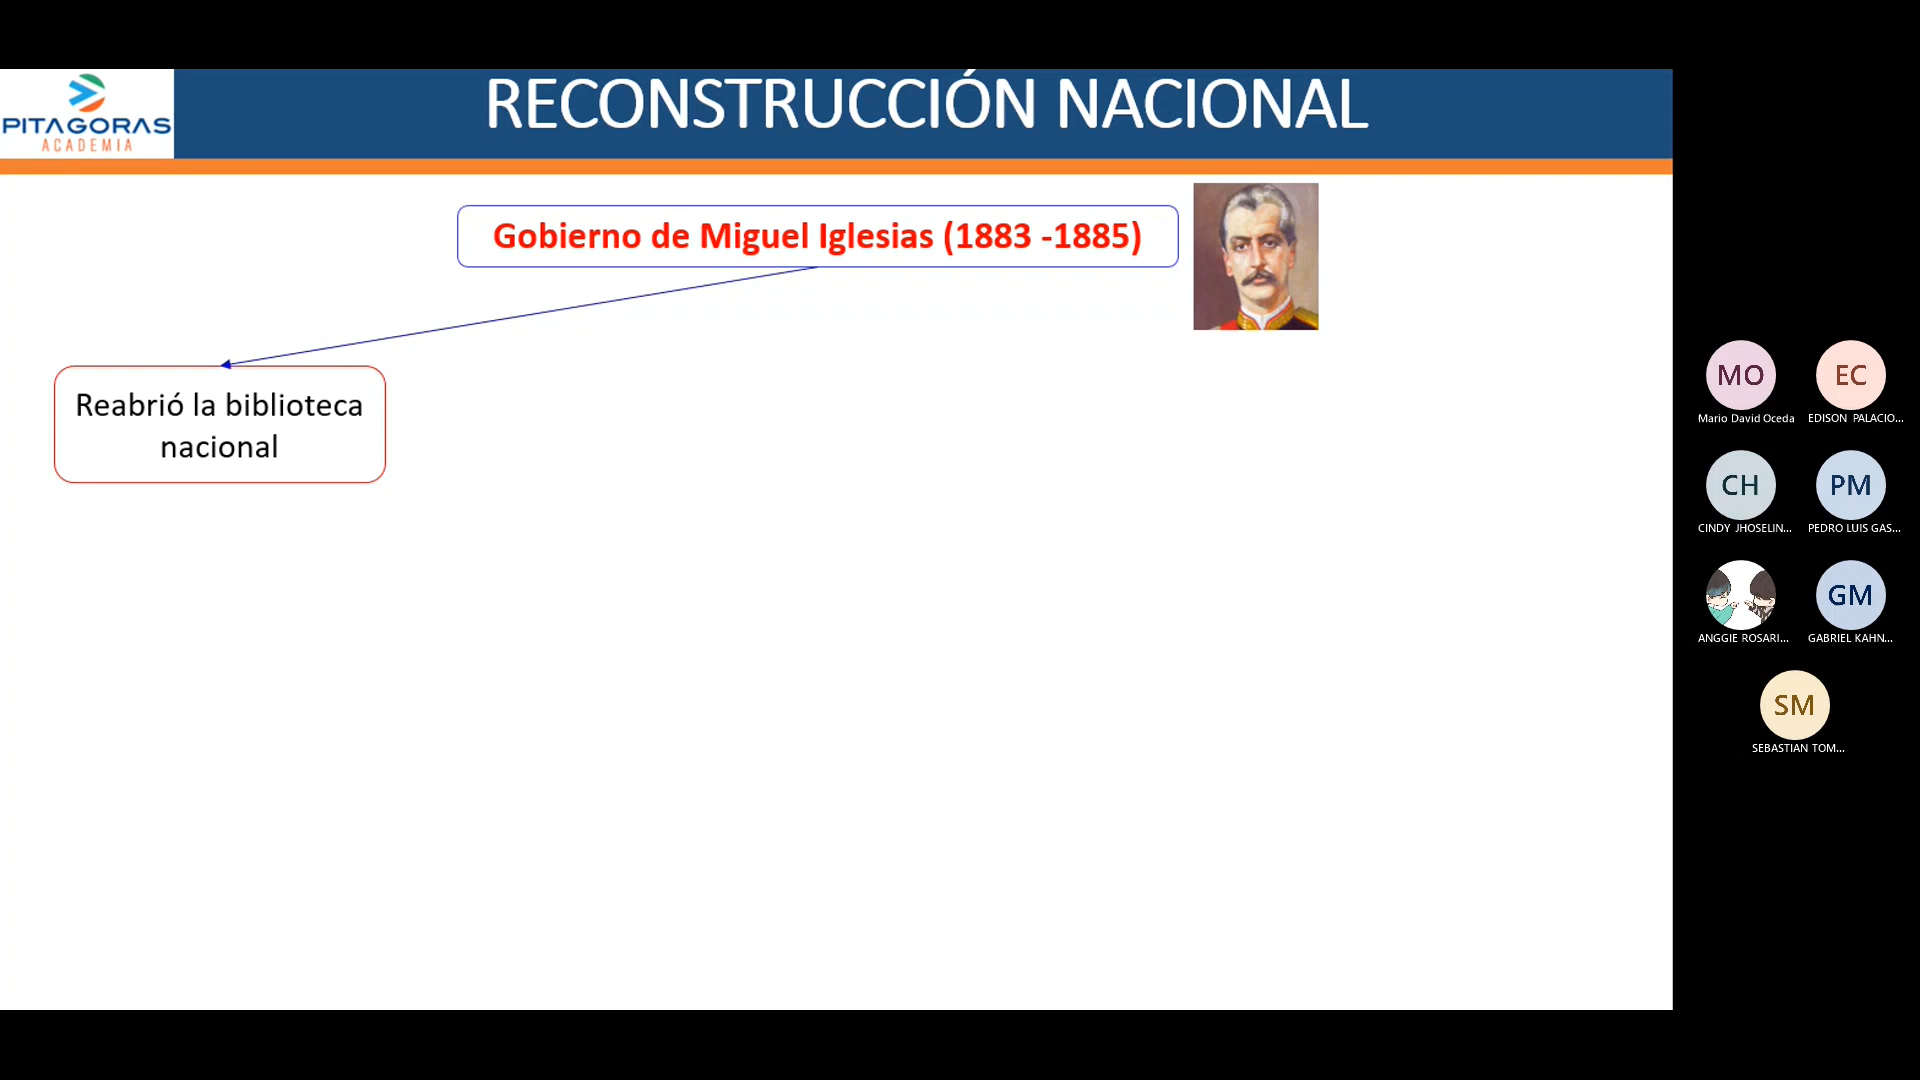 PITAGORAS
ACADEMIA
RECONSTRUCCIÓN NACIONAL
Gobierno de Miguel Iglesias (1883 -1885)
Reabrió la biblioteca
nacional
MO
EC
Mario David Oceda
EDISON PALACIO...
CH
PM
CINDY JHOSELIN...
PEDRO LUIS GAS...
GM
ANGGIE ROSARI...
GABRIEL KAHN...
SM
SEBASTIAN TOM...